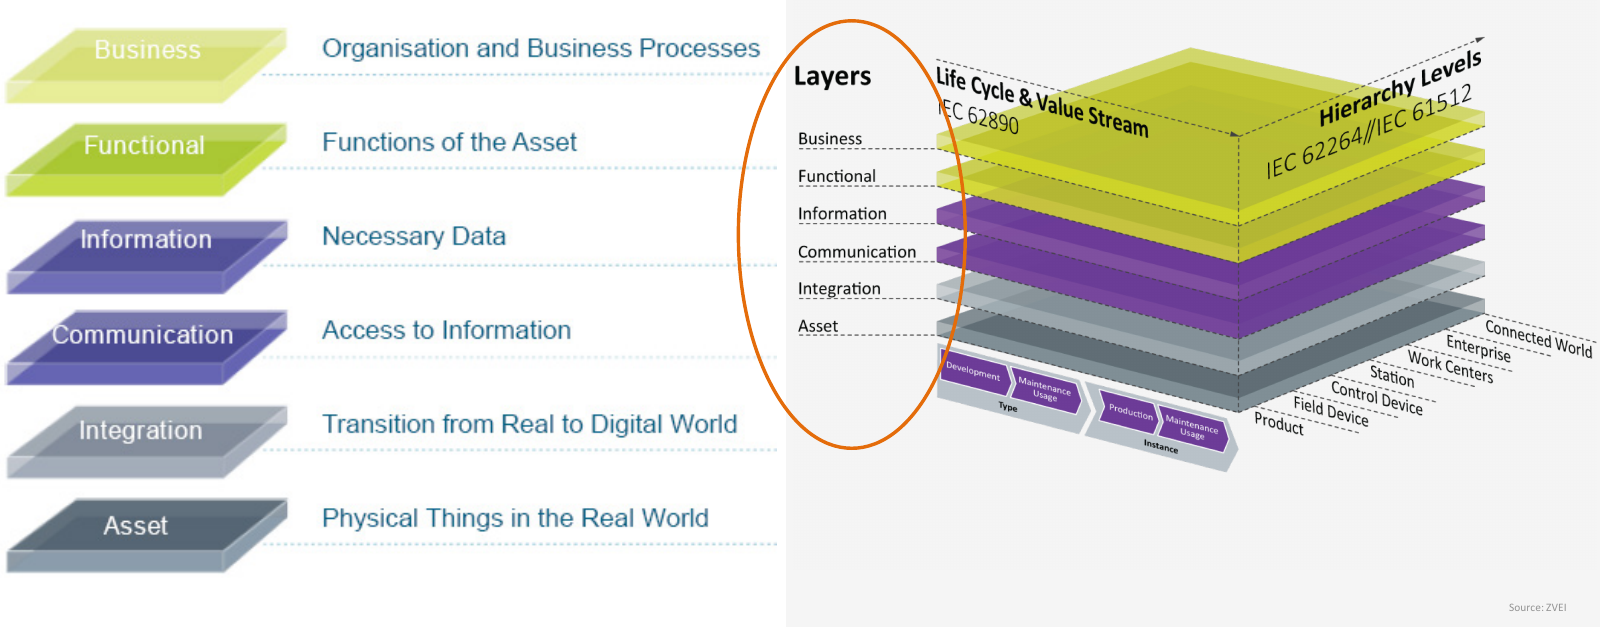 Business
Organisation and Business Processes
Functional
Functions of the Asset
Information
Necessary Data
Communication
Access to Information
Integration
Transition from Real to Digital World
Asset
Physical Things in the Real World
Layers
Business
Functional
Information
Communication
Integration
Asset
Life Cycle & Value Stream
IEC 62890
Hierarchy Levels
IEC 62264//IEC 61512
Development
Maintenance
Usage
Type
Production
Maintenance
Usage
Instance
Connected World
Enterprise
Work Centers
Station
Control Device
Field Device
Product
Source: ZVEI